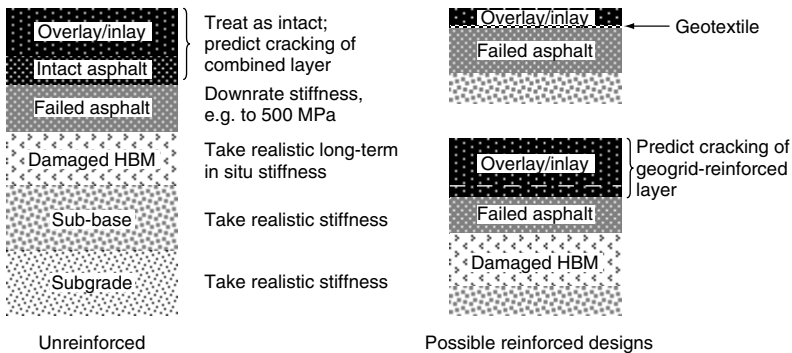 Overlay/inlay
Intact asphalt
Treat as intact;
predict cracking of
combined layer
Failed asphalt
Downrate stiffness,
e.g. to 500 MPa
Damaged HBM
Take realistic long-term
in situ stiffness
Sub-base
Take realistic stiffness
Subgrade
Take realistic stiffness
Unreinforced
Overlay/inlay
Geotextile
Failed asphalt
Overlay/inlay
Predict cracking of
geogrid-reinforced
layer
Failed asphalt
Damaged HBM
Possible reinforced designs